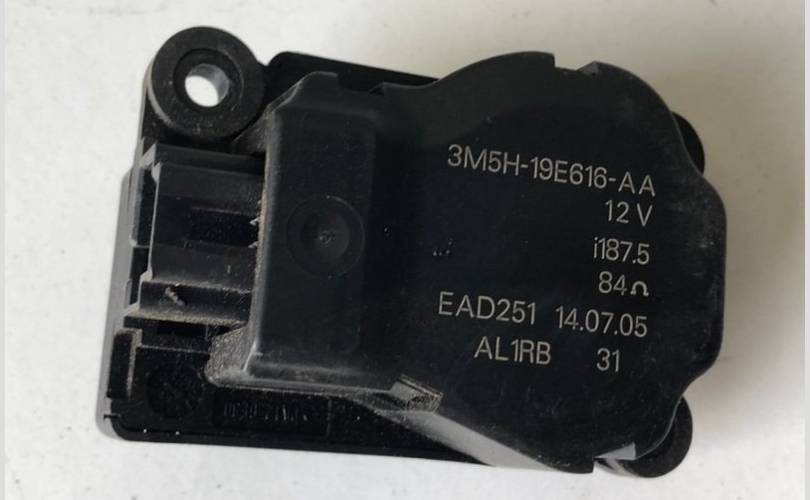 3M5H-19E616-AA
12 V
i187.5
84Ω
EAD251 14.07.05
AL1RB 31